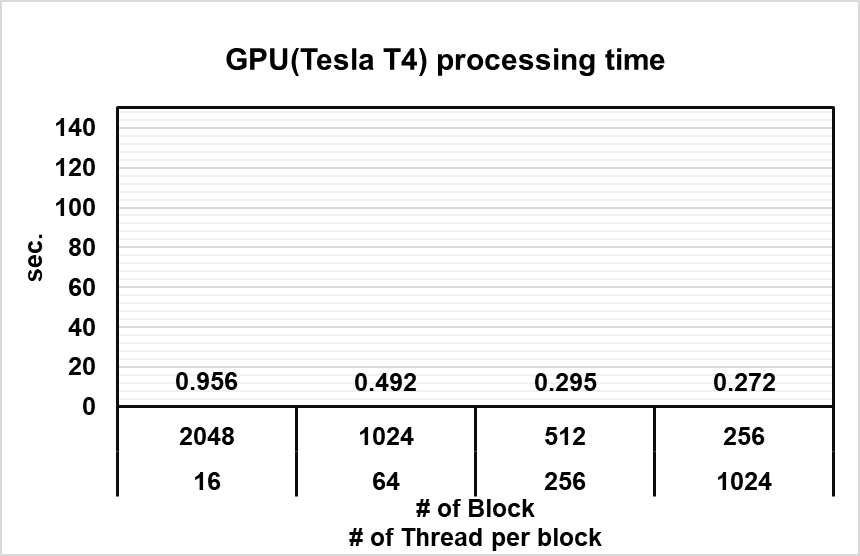 GPU(Tesla T4) processing time
140
120
100
80
60
40
20
0
sec.
0.956 0.492 0.295 0.272
2048 1024 512 256
16 64 256 1024
# of Block
# of Thread per block